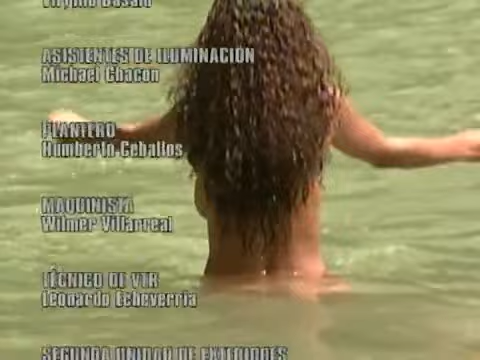 ASISTENTES DE ILUMINACIÓN
Michael Chacon
PLANTERO
Humberto Ceballos
MAQUINISTA
Wilmer Villarreal
TÉCNICO DE VTR
Leonardo Echeverria
SEGUNDA UNIDAD DE EXTERIORES